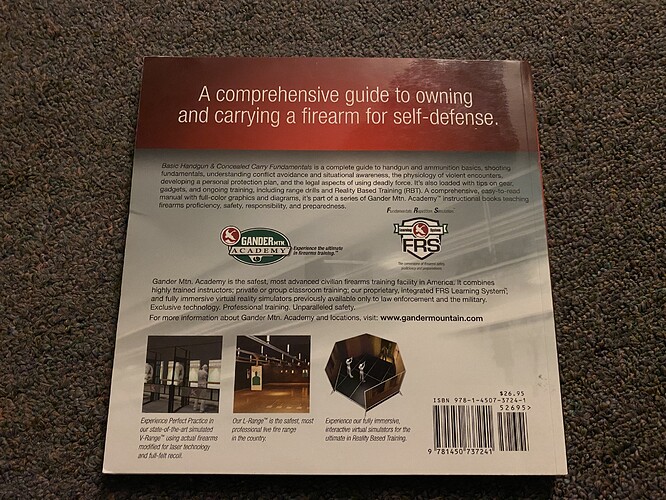 A comprehensive guide to owning
and carrying a firearm for self-defense.
Basic Handgun & Concealed Carry Fundamentals is a complete guide to handgun and ammunition basics, shooting
fundamentals, understanding conflict avoidance and situational awareness, the physiology of violent encounters,
developing a personal protection plan, and the legal aspects of using deadly force. It's also loaded with tips on gear,
gadgets, and ongoing training, including range drills and Reality Based Training (RBT). A comprehensive, easy-to-read
manual with full-color graphics and diagrams, it's part of a series of Gander Mtn. Academy™ instructional books teaching
firearms proficiency, safety, responsibility, and preparedness.
Fundamentals Repetition Simulation
GANDER MTN.
ACADEMY
Experience the ultimate
in firearms training.™
FRS
Gander Mtn. Academy is the safest, most advanced civilian firearms training facility in America. It combines
highly trained instructors; private or group classroom training; our proprietary, integrated FRS Learning System;
and fully immersive virtual reality simulators previously available only to law enforcement and the military.
Exclusive technology. Professional training. Unparalleled safety.
For more information about Gander Mtn. Academy and locations, visit: www.gandermountain.com
Experience Perfect Practice in
our state-of-the-art simulated
V-Range™ using actual firearms
modified for laser technology
and full-felt recoil.
Our L-Range™ is the safest, most
professional live fire range
in the country.
Experience our fully immersive,
interactive virtual simulators for the
ultimate in Reality Based Training.
$26.95
ISBN 978-1-4507-3724-1
52695>
9 781450 737241